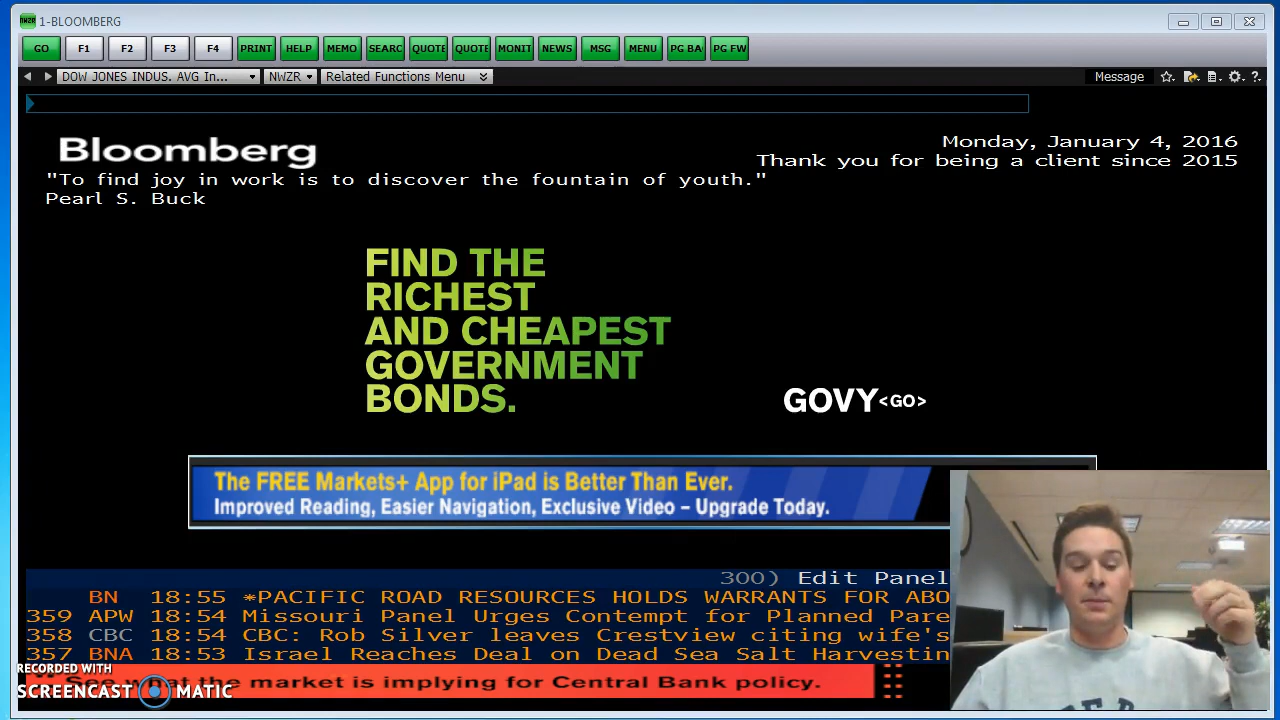 NWZR 1-BLOOMBERG
GO F1 F2 F3 F4 PRINT HELP MEMO SEARC QUOTE QUOTE MONIT NEWS MSG MENU PG BA PG FW
DOW JONES INDUS. AVG In... NWZR Related Functions Menu Message
Bloomberg
Monday, January 4, 2016
Thank you for being a client since 2015
"To find joy in work is to discover the fountain of youth."
Pearl S. Buck
FIND THE
RICHEST
AND CHEAPEST
GOVERNMENT
BONDS.
GOVY<GO>
The FREE Markets+ App for iPad is Better Than Ever.
Improved Reading, Easier Navigation, Exclusive Video – Upgrade Today.
300) Edit Panel
BN 18:55 *PACIFIC ROAD RESOURCES HOLDS WARRANTS FOR ABO
359 APW 18:54 Missouri Panel Urges Contempt for Planned Pare
358 CBC 18:54 CBC: Rob Silver leaves Crestview citing wife's
357 BNA 18:53 Israel Reaches Deal on Dead Sea Salt Harvestin
what the market is implying for Central Bank policy.
RECORDED WITH
SCREENCAST MATIC